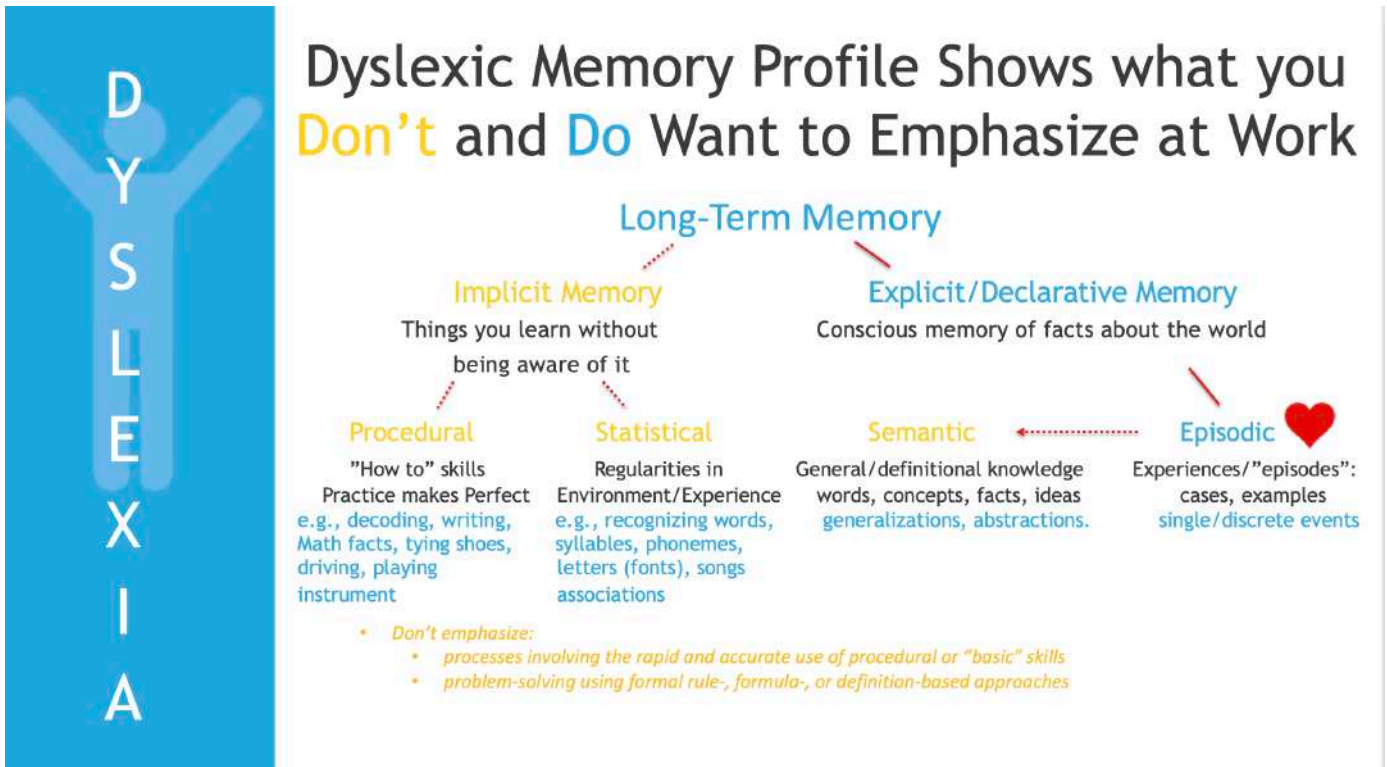 DYSLEXIA
Dyslexic Memory Profile Shows what you
Don't and Do Want to Emphasize at Work
Long-Term Memory
Implicit Memory
Things you learn without
being aware of it
Explicit/Declarative Memory
Conscious memory of facts about the world
Procedural
"How to" skills
Practice makes Perfect
e.g., decoding, writing,
Math facts, tying shoes,
driving, playing
instrument
Statistical
Regularities in
Environment/Experience
e.g., recognizing words,
syllables, phonemes,
letters (fonts), songs
associations
Semantic
General/definitional knowledge
words, concepts, facts, ideas
generalizations, abstractions.
Episodic
Experiences/"episodes":
cases, examples
single/discrete events
• Don't emphasize:
• processes involving the rapid and accurate use of procedural or "basic" skills
• problem-solving using formal rule-, formula-, or definition-based approaches